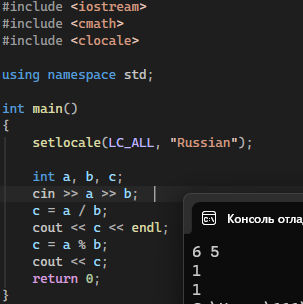 #include <iostream>
#include <cmath>
#include <clocale>
using namespace std;
int main()
{
setlocale(LC_ALL, "Russian");
int a, b, c;
cin >> a >> b;
c = a / b;
cout << c << endl;
c = a % b;
cout << c;
return 0;
}
Консоль отла
6 5
1
1